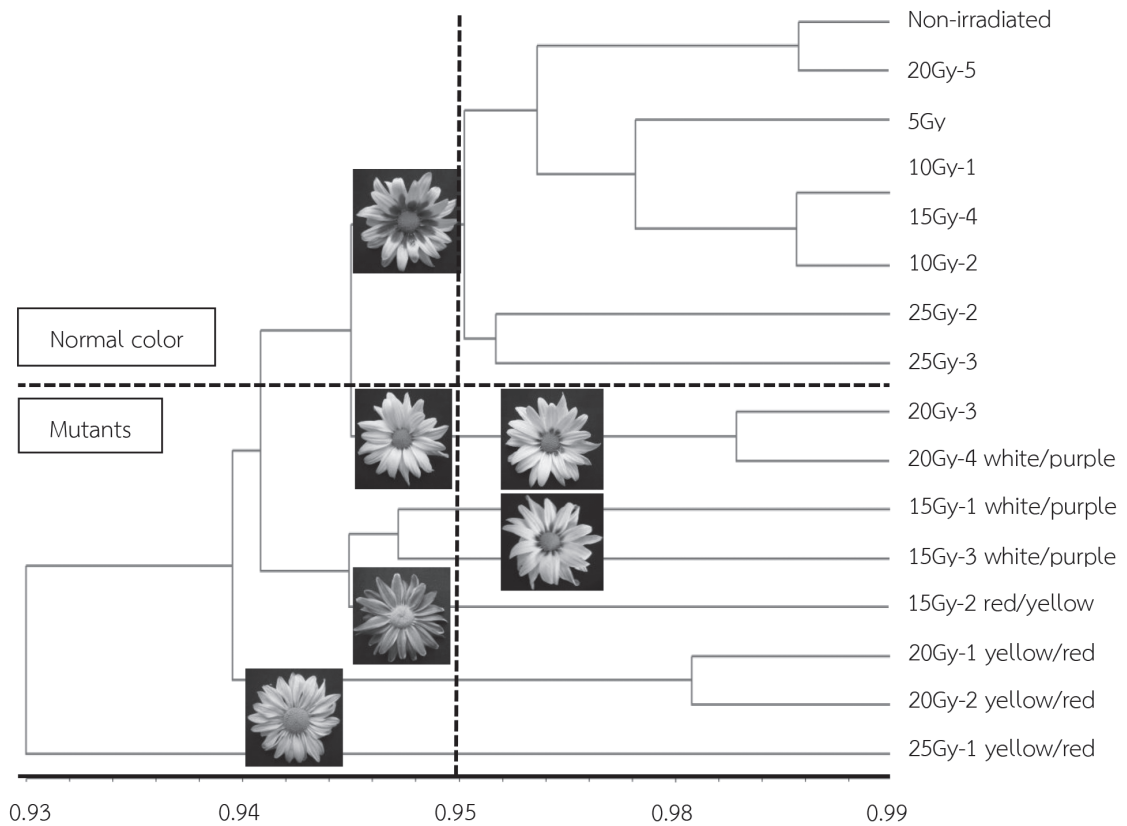 Non-irradiated
20Gy-5
5Gy
10Gy-1
15Gy-4
10Gy-2
25Gy-2
Normal color
25Gy-3
20Gy-3
Mutants
20Gy-4 white/purple
15Gy-1 white/purple
15Gy-3 white/purple
15Gy-2 red/yellow
20Gy-1 yellow/red
20Gy-2 yellow/red
25Gy-1 yellow/red
0.93 0.94 0.95 0.98 0.99